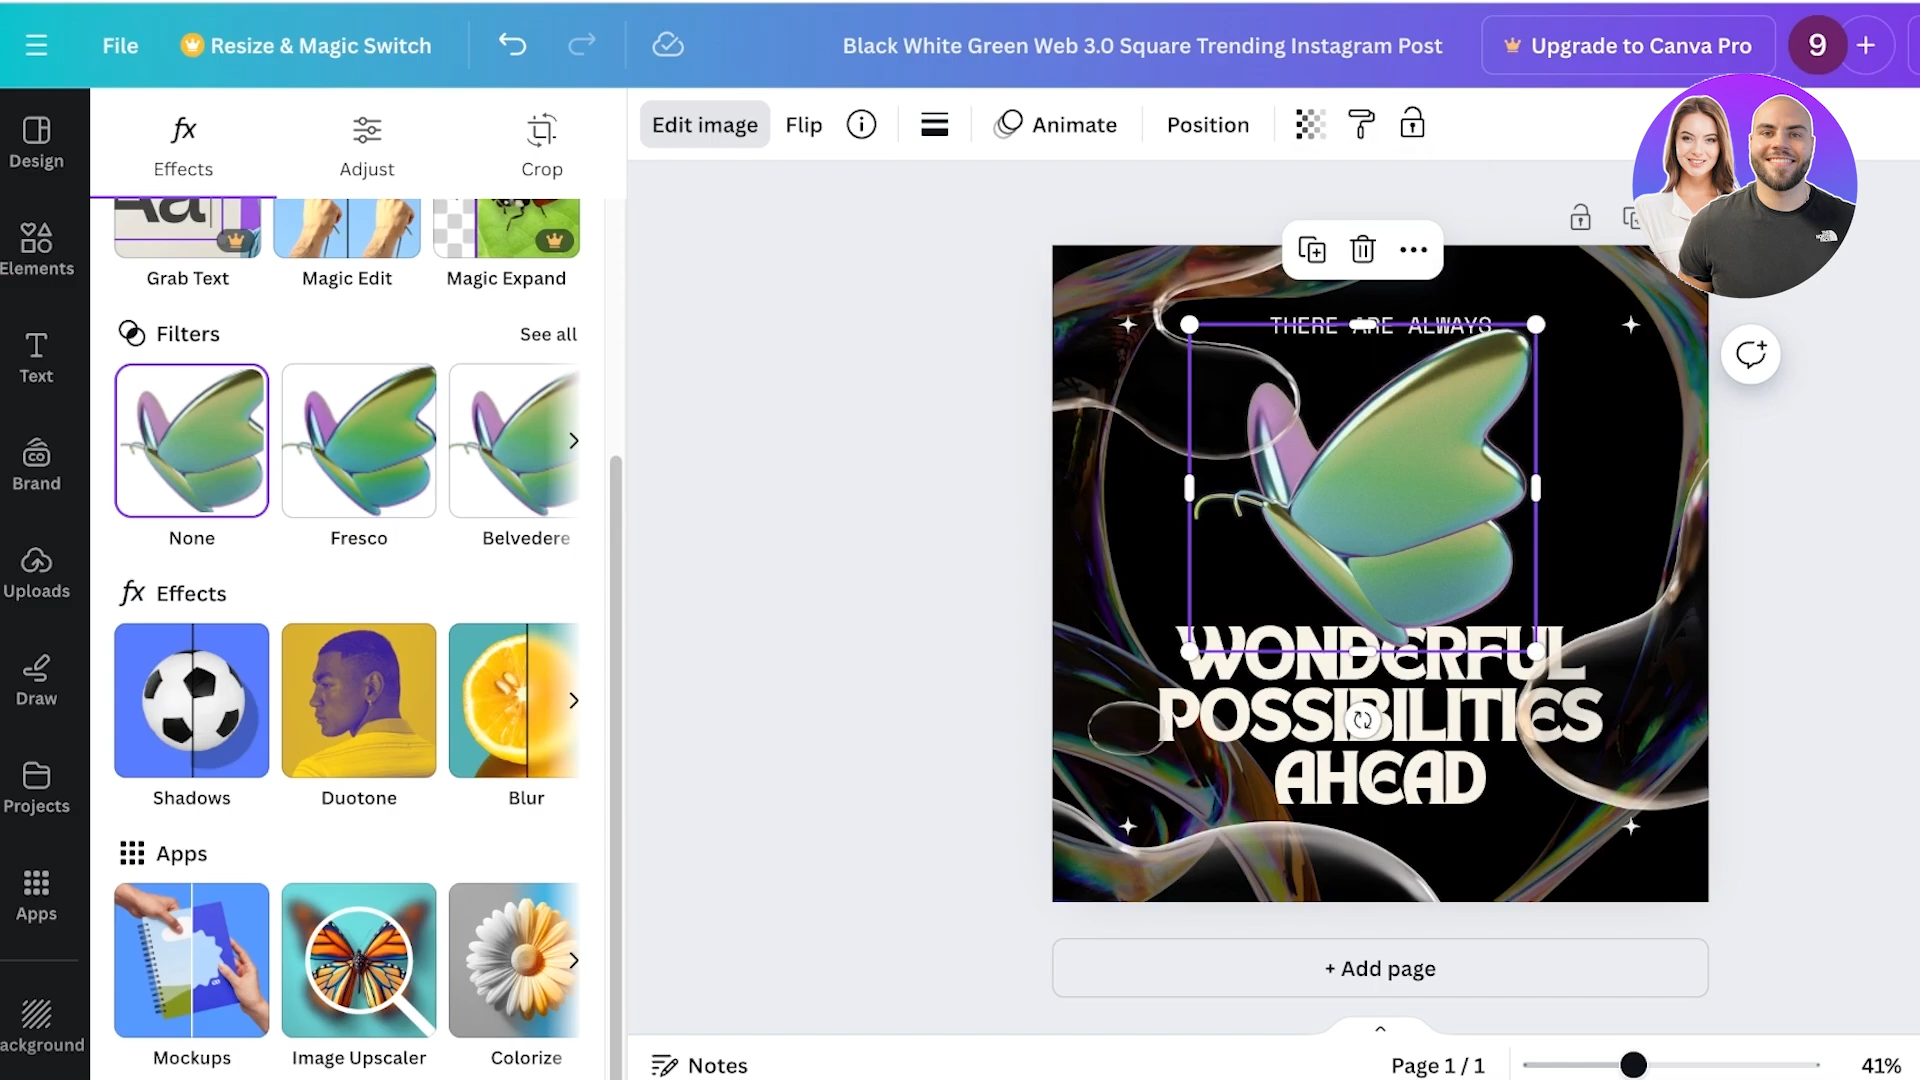 File
Resize & Magic Switch
Black White Green Web 3.0 Square Trending Instagram Post
Upgrade to Canva Pro
9
Design
Elements
Text
Brand
Uploads
Draw
Projects
Apps
ackground
fx
Effects
Adjust
Crop
Aa
Grab Text
Magic Edit
Magic Expand
Filters
See all
None
Fresco
Belvedere
fx Effects
Shadows
Duotone
Blur
Apps
Mockups
Image Upscaler
Colorize
Edit image
Flip
Animate
Position
THERE ARE ALWAYS
WONDERFUL
POSSIBILITIES
AHEAD
+ Add page
Notes
Page 1 / 1
41%